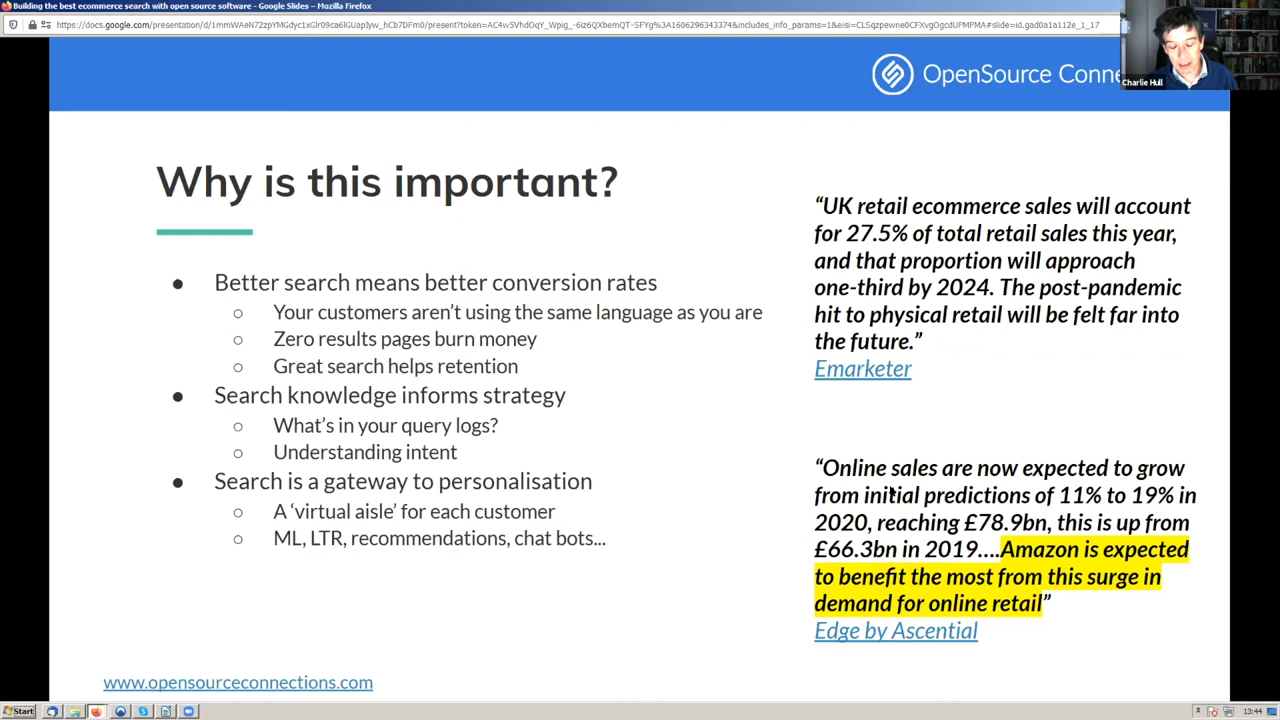 Building the best ecommerce search with open source software - Google Slides - Mozilla Firefox
OpenSource Conne
Charlie Hull
Why is this important?
● Better search means better conversion rates
○ Your customers aren't using the same language as you are
○ Zero results pages burn money
○ Great search helps retention
● Search knowledge informs strategy
○ What's in your query logs?
○ Understanding intent
● Search is a gateway to personalisation
○ A 'virtual aisle' for each customer
○ ML, LTR, recommendations, chat bots...
“UK retail ecommerce sales will account
for 27.5% of total retail sales this year,
and that proportion will approach
one-third by 2024. The post-pandemic
hit to physical retail will be felt far into
the future.”
Emarketer
“Online sales are now expected to grow
from initial predictions of 11% to 19% in
2020, reaching £78.9bn, this is up from
£66.3bn in 2019....Amazon is expected
to benefit the most from this surge in
demand for online retail”
Edge by Ascential
www.opensourceconnections.com
Start
13:44